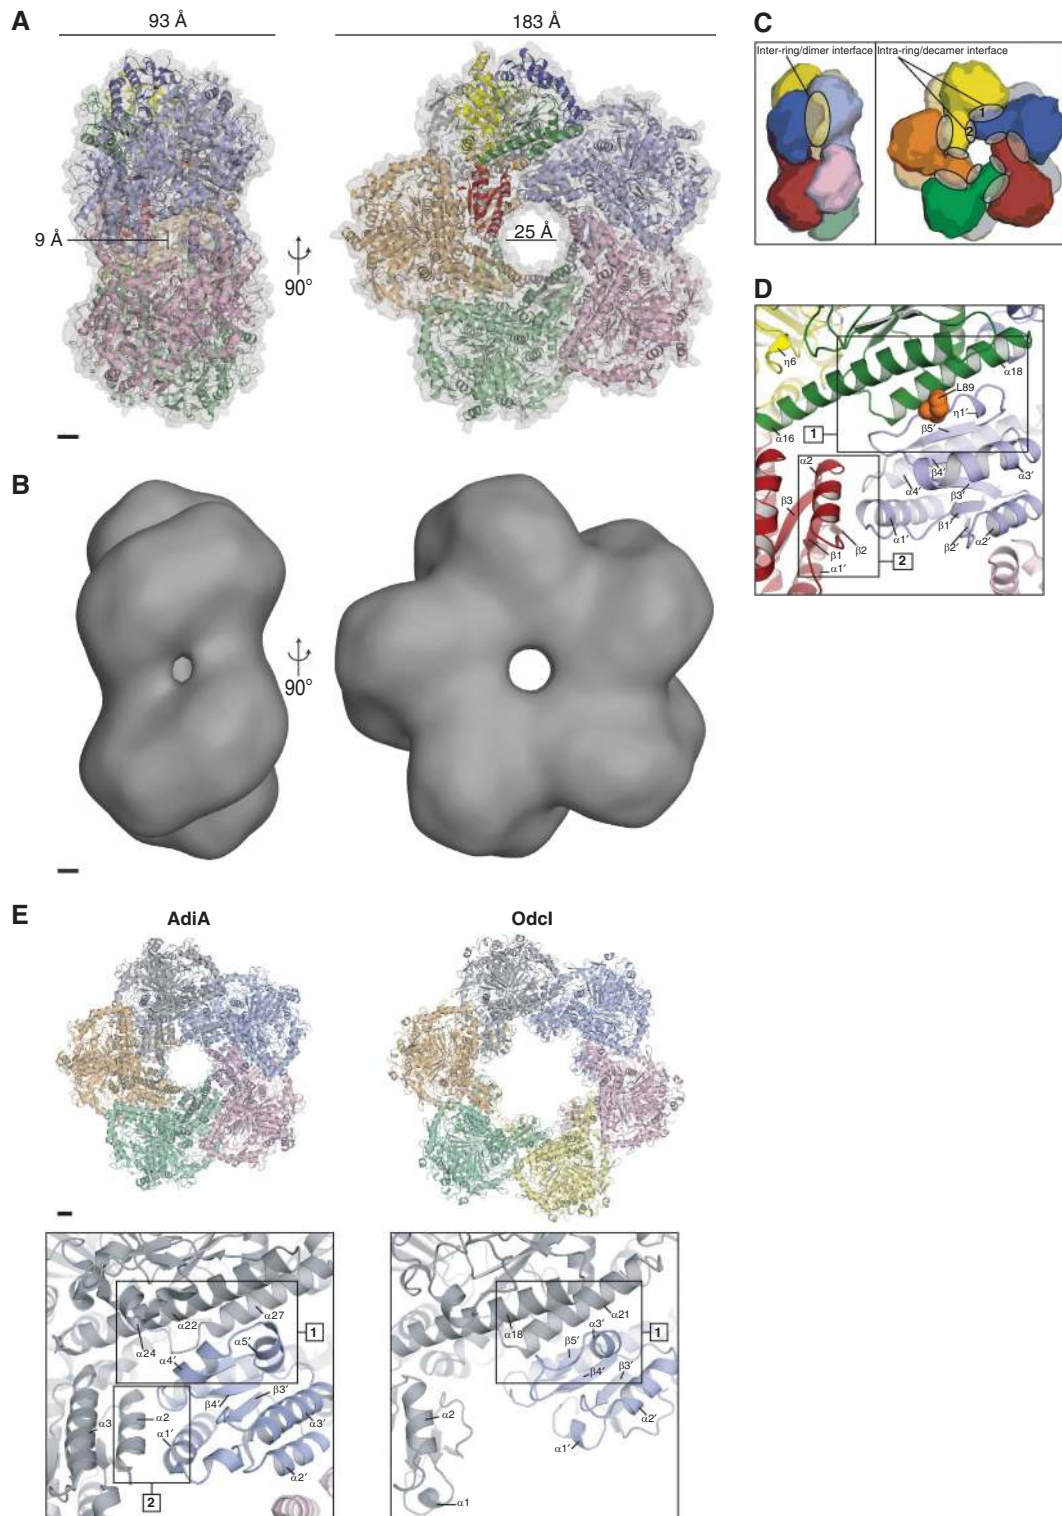 A
93 Å
183 Å
9 Å
90°
25 Å
B
90°
C
Inter-ring/dimer interface
Intra-ring/decamer interface
1
2
D
η6
α18
L89
η1′
β5′
α16
1
α2
β4′
α3′
α4′
β3′
β3
β1′
α1′
β2
β2′
α2′
β1
α1′
2
E
AdiA
OdcI
α22
α27
1
α24
α5′
α4′
β3′
β4′
α3
α2
α1′
α3′
α2′
2
α21
α18
α3′
1
β5′
β4′
β3′
α2
α2′
α1′
α1